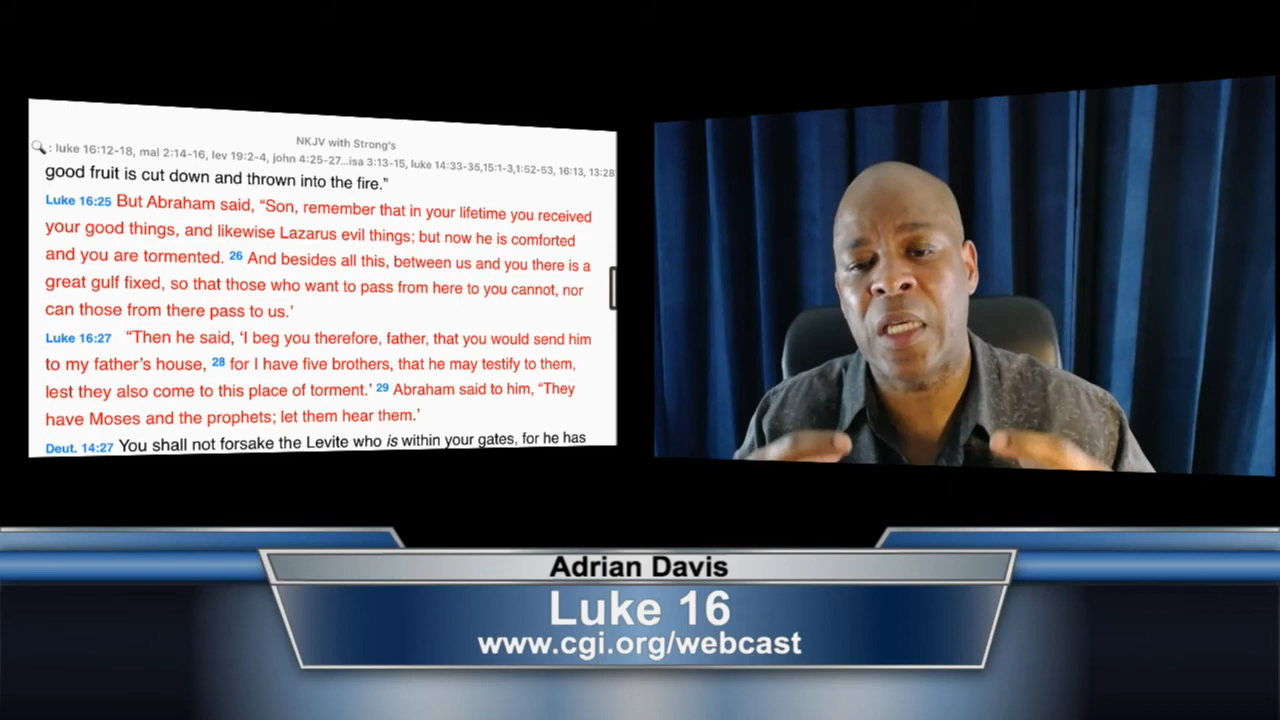 NKJV with Strong's
: luke 16:12-18, mal 2:14-16, lev 19:2-4, john 4:25-27...isa 3:13-15, luke 14:33-35,15:1-3,1:52-53, 16:13, 13:28
good fruit is cut down and thrown into the fire.”
Luke 16:25 But Abraham said, “Son, remember that in your lifetime you received
your good things, and likewise Lazarus evil things; but now he is comforted
and you are tormented. 26 And besides all this, between us and you there is a
great gulf fixed, so that those who want to pass from here to you cannot, nor
can those from there pass to us.’
Luke 16:27 “Then he said, ‘I beg you therefore, father, that you would send him
to my father’s house, 28 for I have five brothers, that he may testify to them,
lest they also come to this place of torment.’ 29 Abraham said to him, “They
have Moses and the prophets; let them hear them.’
Deut. 14:27 You shall not forsake the Levite who is within your gates, for he has
Adrian Davis
Luke 16
www.cgi.org/webcast